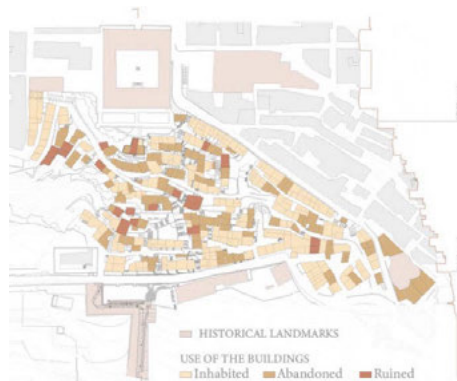 HISTORICAL LANDMARKS
USE OF THE BUILDINGS
Inhabited Abandoned Ruined